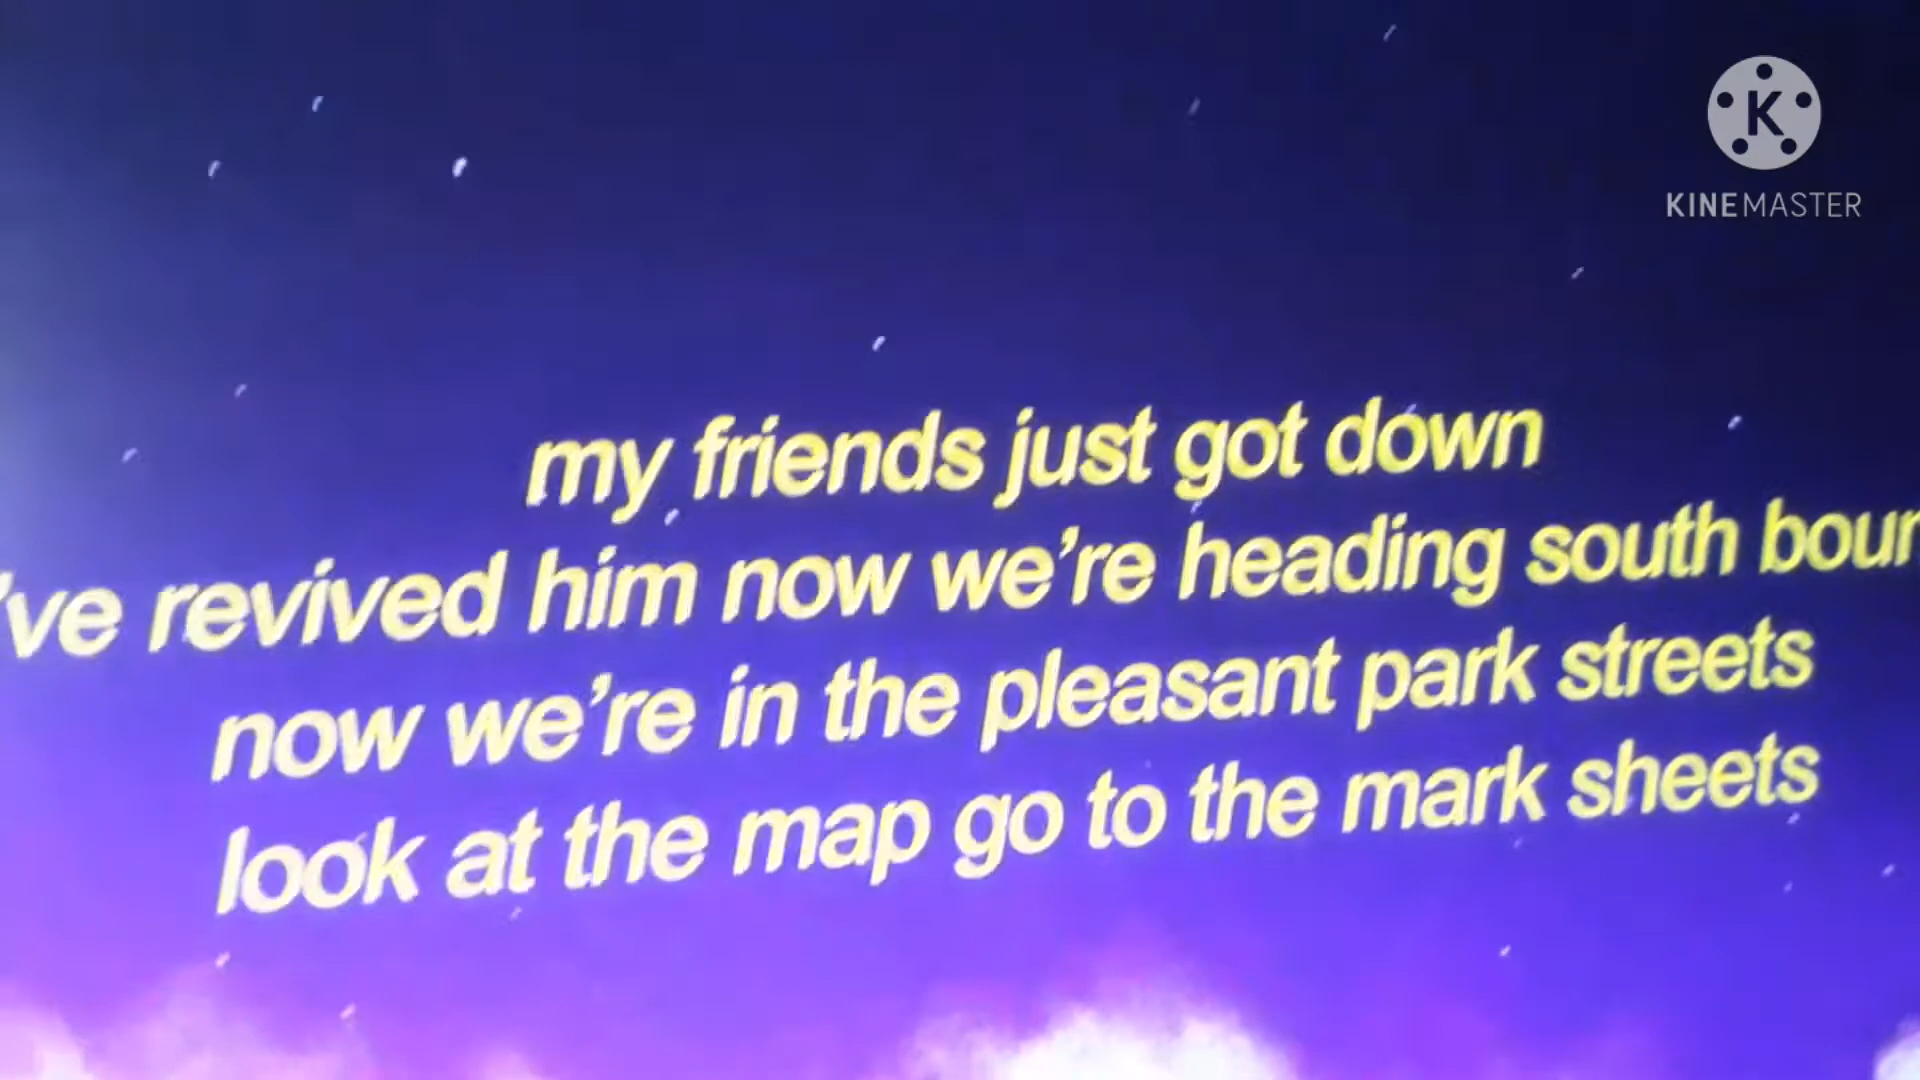 K
KINEMASTER
my friends just got down
've revived him now we're heading south
now we're in the pleasant park streets
look at the map go to the mark sheets